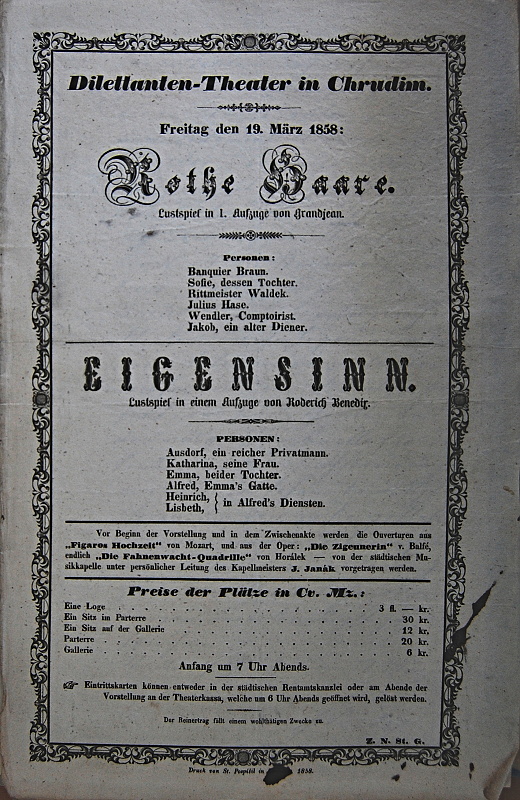 Dilettanten-Theater in Chrudim.
Freitag den 19. März 1858:
Rothe Haare.
Lustspiel in 1. Aufzuge von Grandjean.
Personen:
Banquier Braun.
Sofie, dessen Tochter.
Rittmeister Waldek.
Julius Hase.
Wendler, Comptoirist.
Jakob, ein alter Diener.
EIGENSINN.
Lustspiel in einem Aufzuge von Roderich Benedix.
PERSONEN:
Ausdorf, ein reicher Privatmann.
Katharina, seine Frau.
Emma, beider Tochter.
Alfred, Emma's Gatte.
Heinrich,
Lisbeth, } in Alfred's Diensten.
Vor Beginn der Vorstellung und in dem Zwischenakte werden die Ouverturen aus
„Figaros Hochzeit" von Mozart, und aus der Oper: „Die Zigennerin" v. Balfé,
endlich „Die Fahnenwacht-Quadrille" von Horálek — von der städtischen Mu-
sikkapelle unter persönlicher Leitung des Kapellmeisters J. Janák vorgetragen werden.
Preise der Plätze in Cv. Mz.:
Eine Loge . . . . . 3 fl. — kr.
Ein Sitz im Parterre . . . . . 30 kr.
Ein Sitz auf der Gallerie . . . . . 12 kr.
Parterre . . . . . 20 kr.
Gallerie . . . . . 6 kr.
Anfang um 7 Uhr Abends.
☞ Eintrittskarten können entweder in der städtischen Rentamtskanzlei oder am Abende der
Vorstellung an der Theaterkassa, welche um 6 Uhr Abends geöffnet wird, gelöst werden.
Der Reinertrag fällt einem wohlthätigen Zwecke zu.
Z. N. St. G.
Druck von St. Pospišil in 1858.